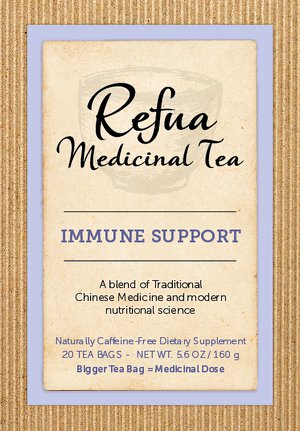 Refua
Medicinal Tea
IMMUNE SUPPORT
A blend of Traditional
Chinese Medicine and modern
nutritional science
Naturally Caffeine-Free Dietary Supplement
20 TEA BAGS - NET WT. 5.6 OZ / 160 g
Bigger Tea Bag = Medicinal Dose